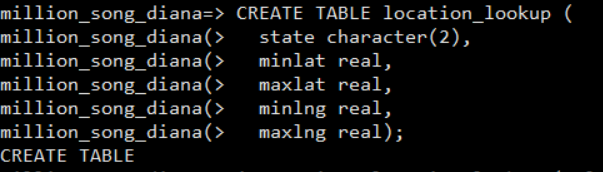 million_song_diana=> CREATE TABLE location_lookup (
million_song_diana(>   state character(2),
million_song_diana(>   minlat real,
million_song_diana(>   maxlat real,
million_song_diana(>   minlng real,
million_song_diana(>   maxlng real);
CREATE TABLE